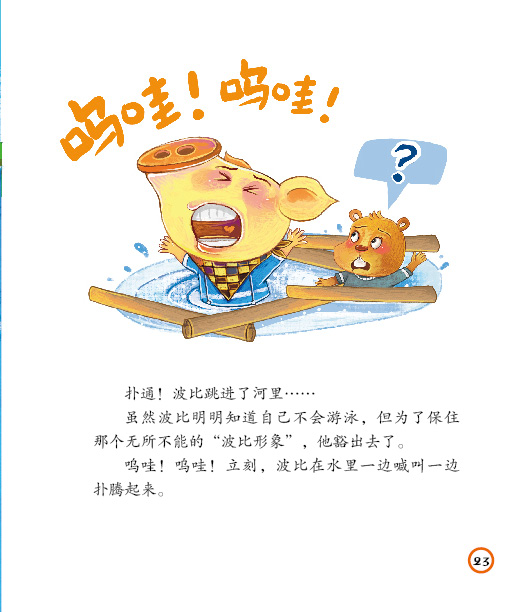 呜哇！呜哇！
?
扑通！波比跳进了河里……
虽然波比明明知道自己不会游泳，但为了保住
那个无所不能的“波比形象”，他豁出去了。
呜哇！呜哇！立刻，波比在水里一边喊叫一边
扑腾起来。
23